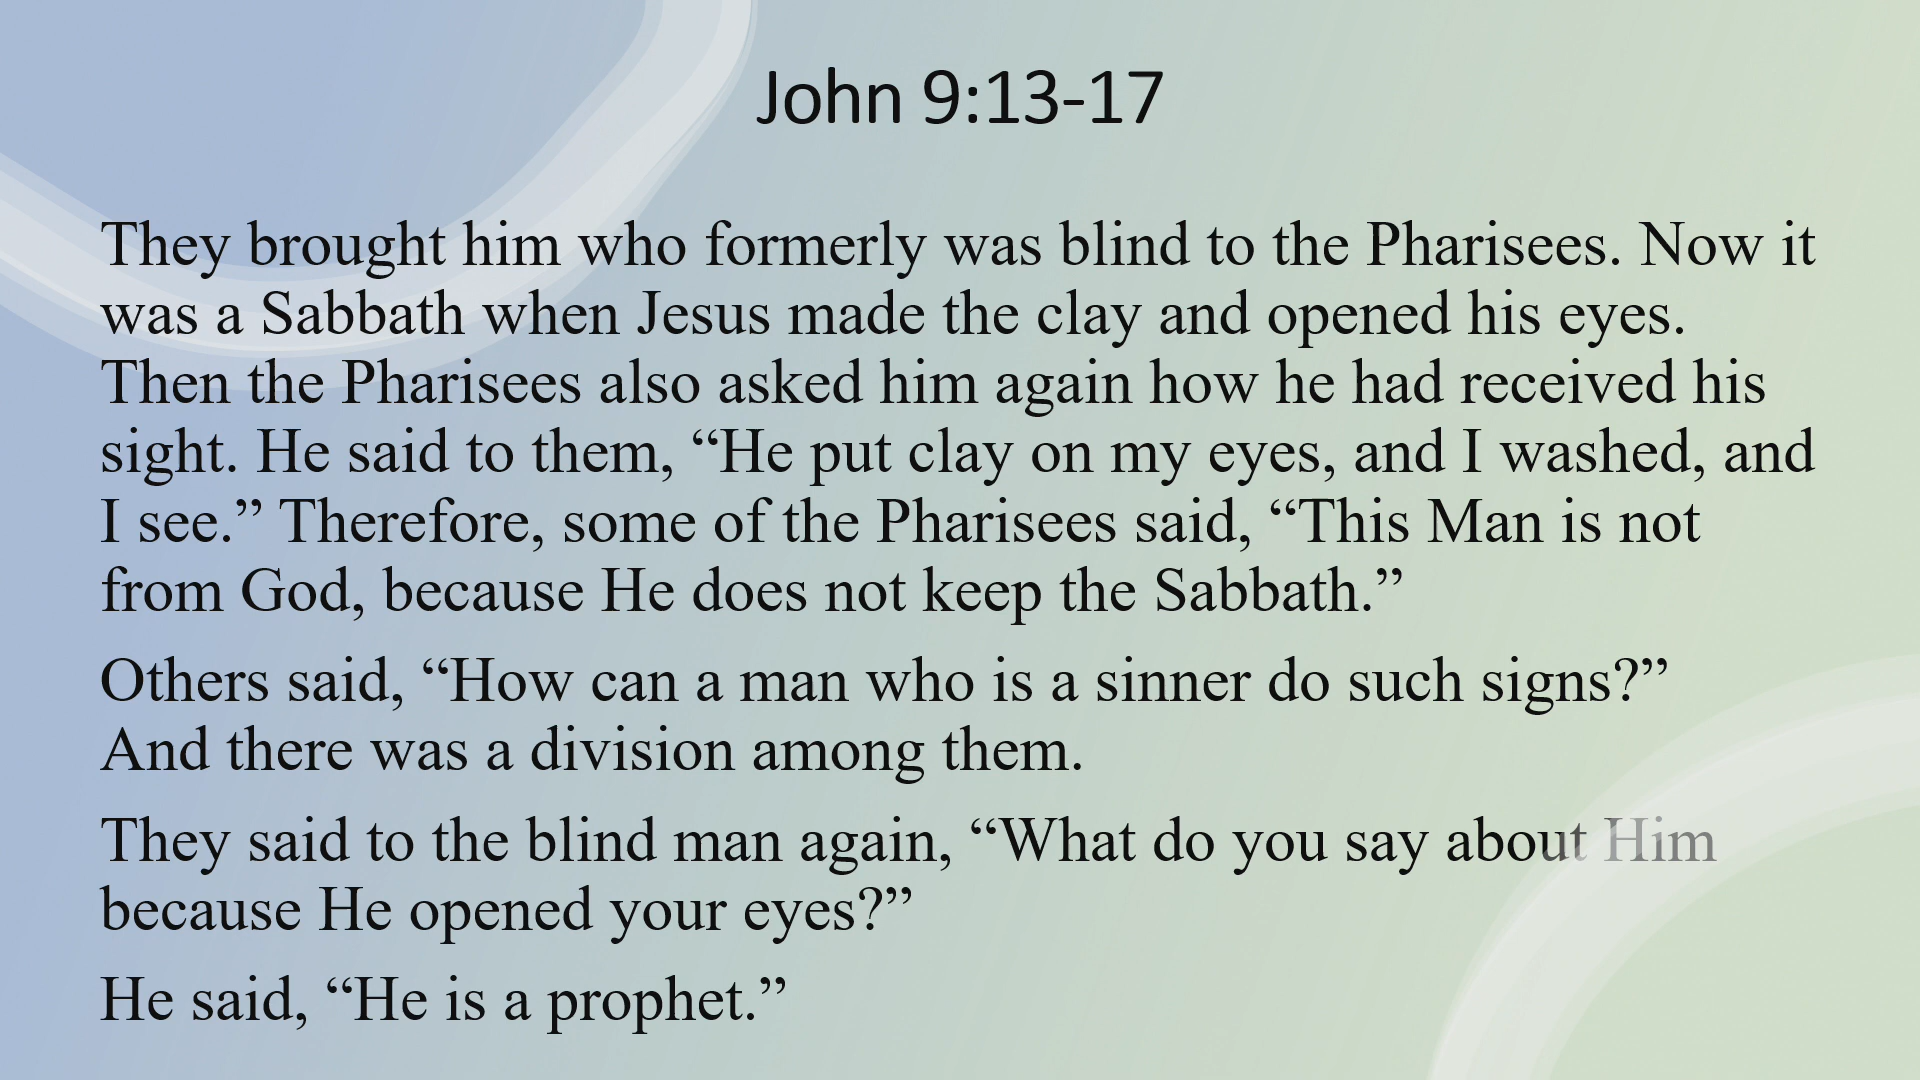 John 9:13-17
They brought him who formerly was blind to the Pharisees. Now it
was a Sabbath when Jesus made the clay and opened his eyes.
Then the Pharisees also asked him again how he had received his
sight. He said to them, “He put clay on my eyes, and I washed, and
I see.” Therefore, some of the Pharisees said, “This Man is not
from God, because He does not keep the Sabbath.”
Others said, “How can a man who is a sinner do such signs?”
And there was a division among them.
They said to the blind man again, “What do you say about Him
because He opened your eyes?”
He said, “He is a prophet.”